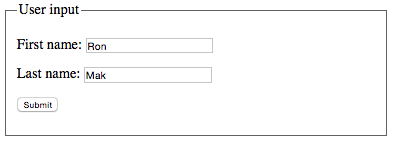 User input
First name: Ron
Last name: Mak
Submit